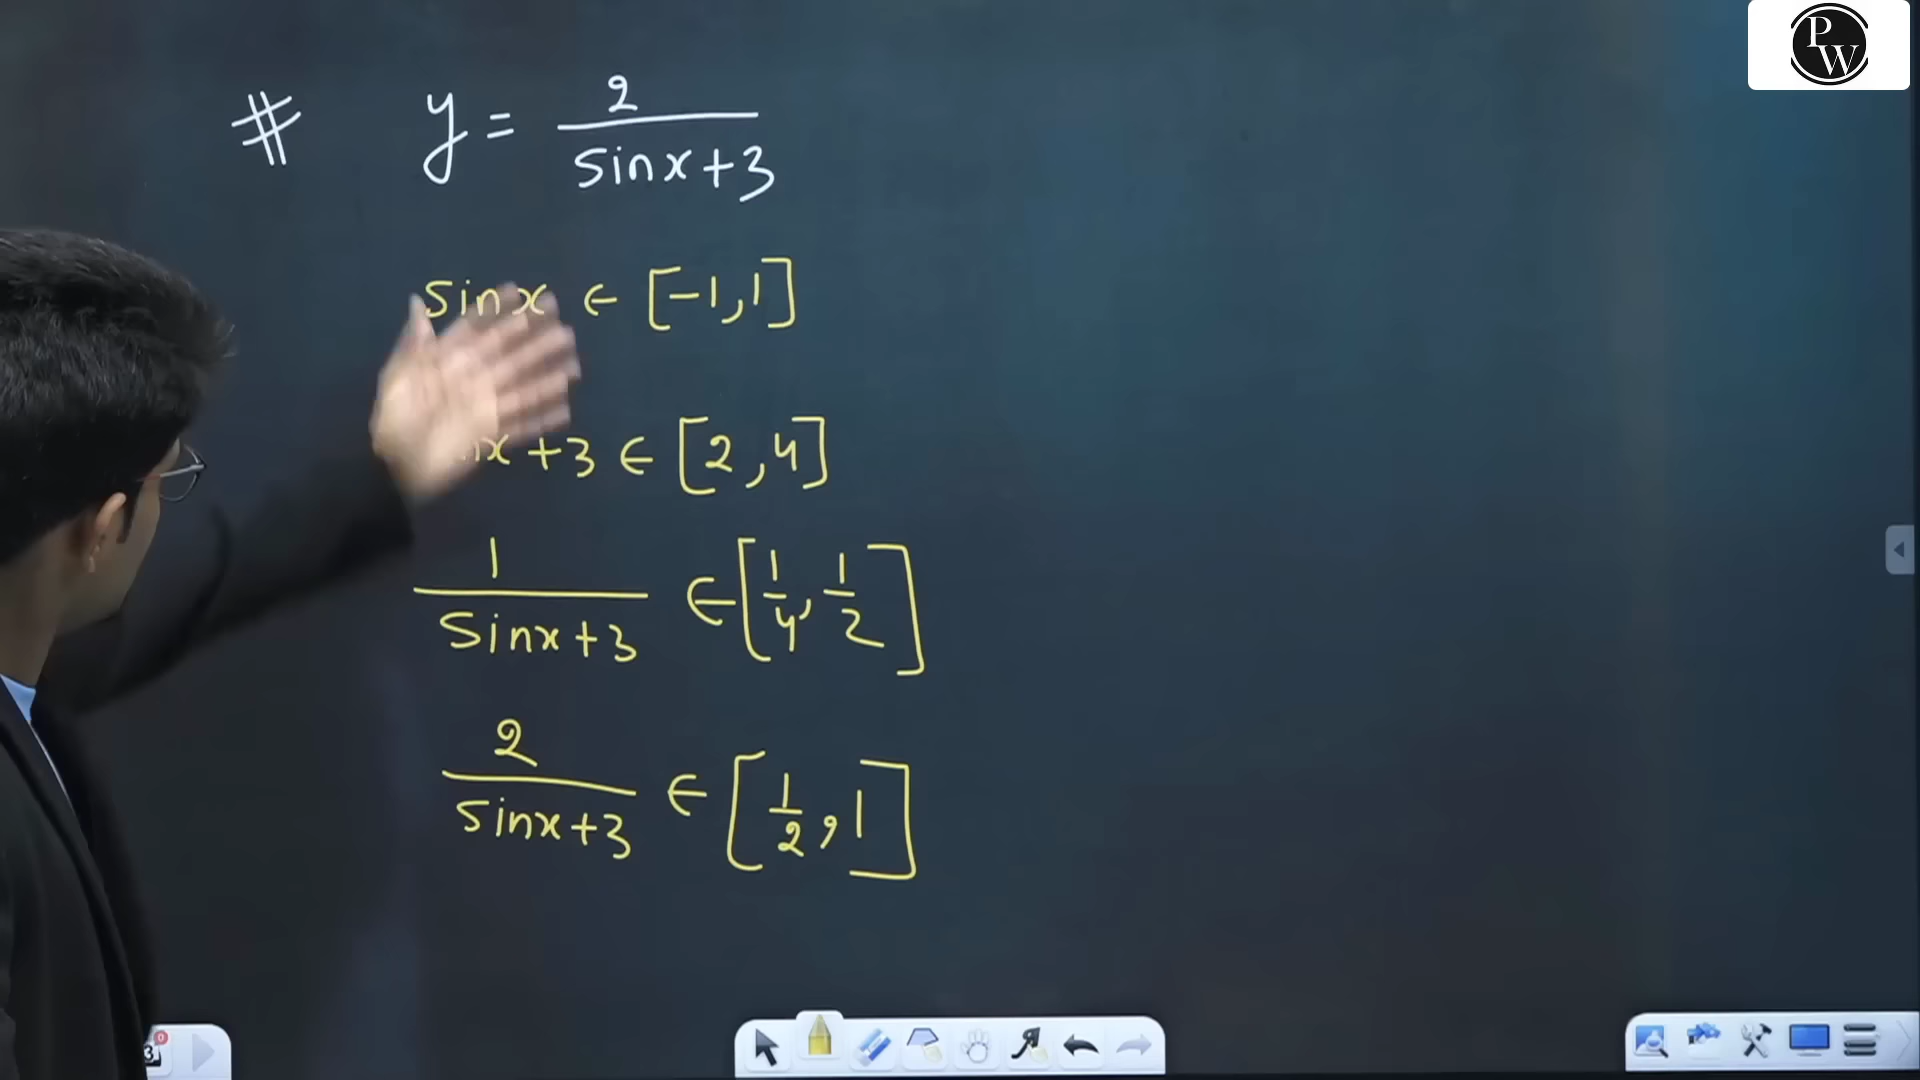 PW
# y = 2/(sinx+3)
sinx ∈ [-1,1]
x+3 ∈ [2,4]
1/(sinx+3) ∈ [1/4, 1/2]
2/(sinx+3) ∈ [1/2, 1]